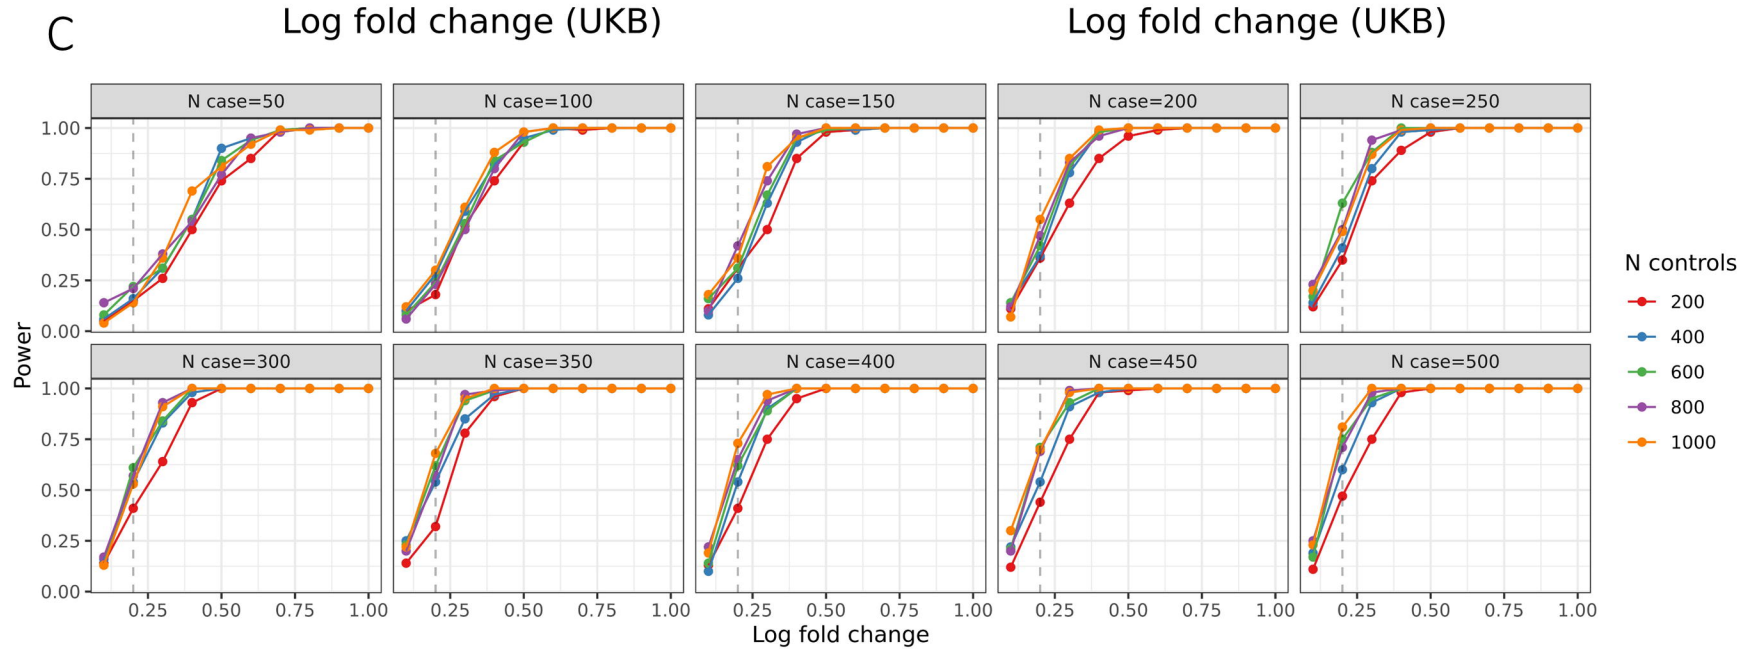 C
Log fold change (UKB) Log fold change (UKB)
N case=50 N case=100 N case=150 N case=200 N case=250
1.00
0.75
0.50
0.25
0.00
N case=300 N case=350 N case=400 N case=450 N case=500
1.00
0.75
0.50
0.25
0.00
Power
0.25 0.50 0.75 1.00 0.25 0.50 0.75 1.00 0.25 0.50 0.75 1.00 0.25 0.50 0.75 1.00 0.25 0.50 0.75 1.00
Log fold change
N controls
200
400
600
800
1000